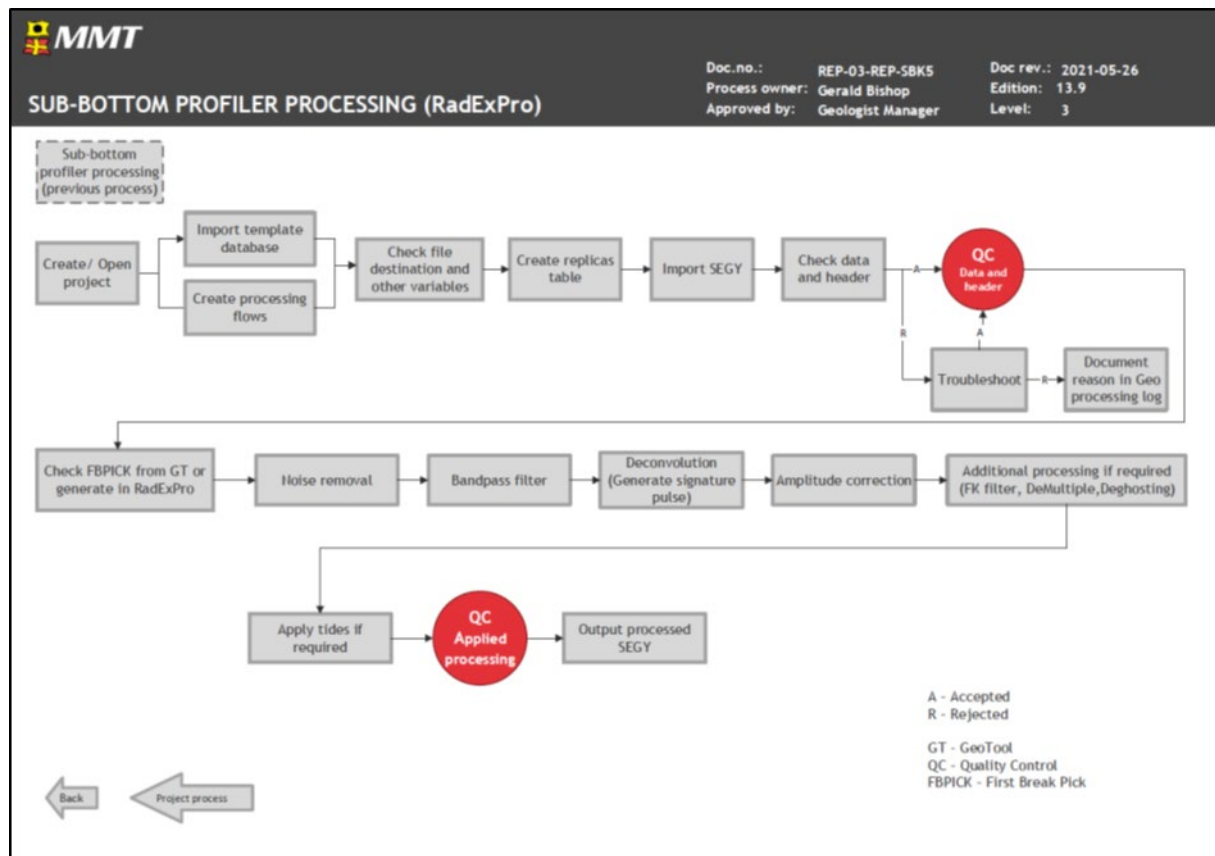 MMT
Doc.no.: REP-03-REP-SBK5 Doc rev.: 2021-05-26
Process owner: Gerald Bishop Edition: 13.9
SUB-BOTTOM PROFILER PROCESSING (RadExPro)
Approved by: Geologist Manager Level: 3
Sub-bottom
profiler processing
(previous process)
Create/ Open
project
Import template
database
Create processing
flows
Check file
destination and
other variables
Create replicas
table
Import SEGY
Check data
and header
A
QC
Data and
header
R
A
Troubleshoot
R
Document
reason in Geo
processing log
Check FBPICK from GT or
generate in RadExPro
Noise removal
Bandpass filter
Deconvolution
(Generate signature
pulse)
Amplitude correction
Additional processing if required
(FK filter, DeMultiple,Deghosting)
Apply tides if
required
QC
Applied
processing
Output processed
SEGY
A - Accepted
R - Rejected
GT - GeoTool
QC - Quality Control
FBPICK - First Break Pick
Back
Project process